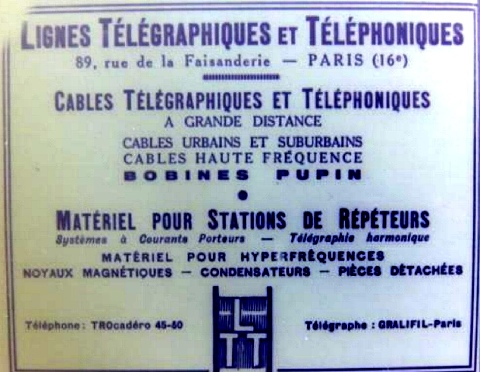 LIGNES TÉLÉGRAPHIQUES ET TÉLÉPHONIQUES
89, rue de la Faisanderie — PARIS (16e)
CABLES TÉLÉGRAPHIQUES ET TÉLÉPHONIQUES
A GRANDE DISTANCE
CABLES URBAINS ET SUBURBAINS
CABLES HAUTE FRÉQUENCE
BOBINES PUPIN
MATÉRIEL POUR STATIONS DE RÉPÉTEURS
Systèmes à Courants Porteurs — Télégraphie harmonique
MATÉRIEL POUR HYPERFRÉQUENCES
NOYAUX MAGNÉTIQUES — CONDENSATEURS — PIÈCES DÉTACHÉES
Téléphone: TROcadéro 45-50
LTT
Télégraphe: GRALIFIL-Paris